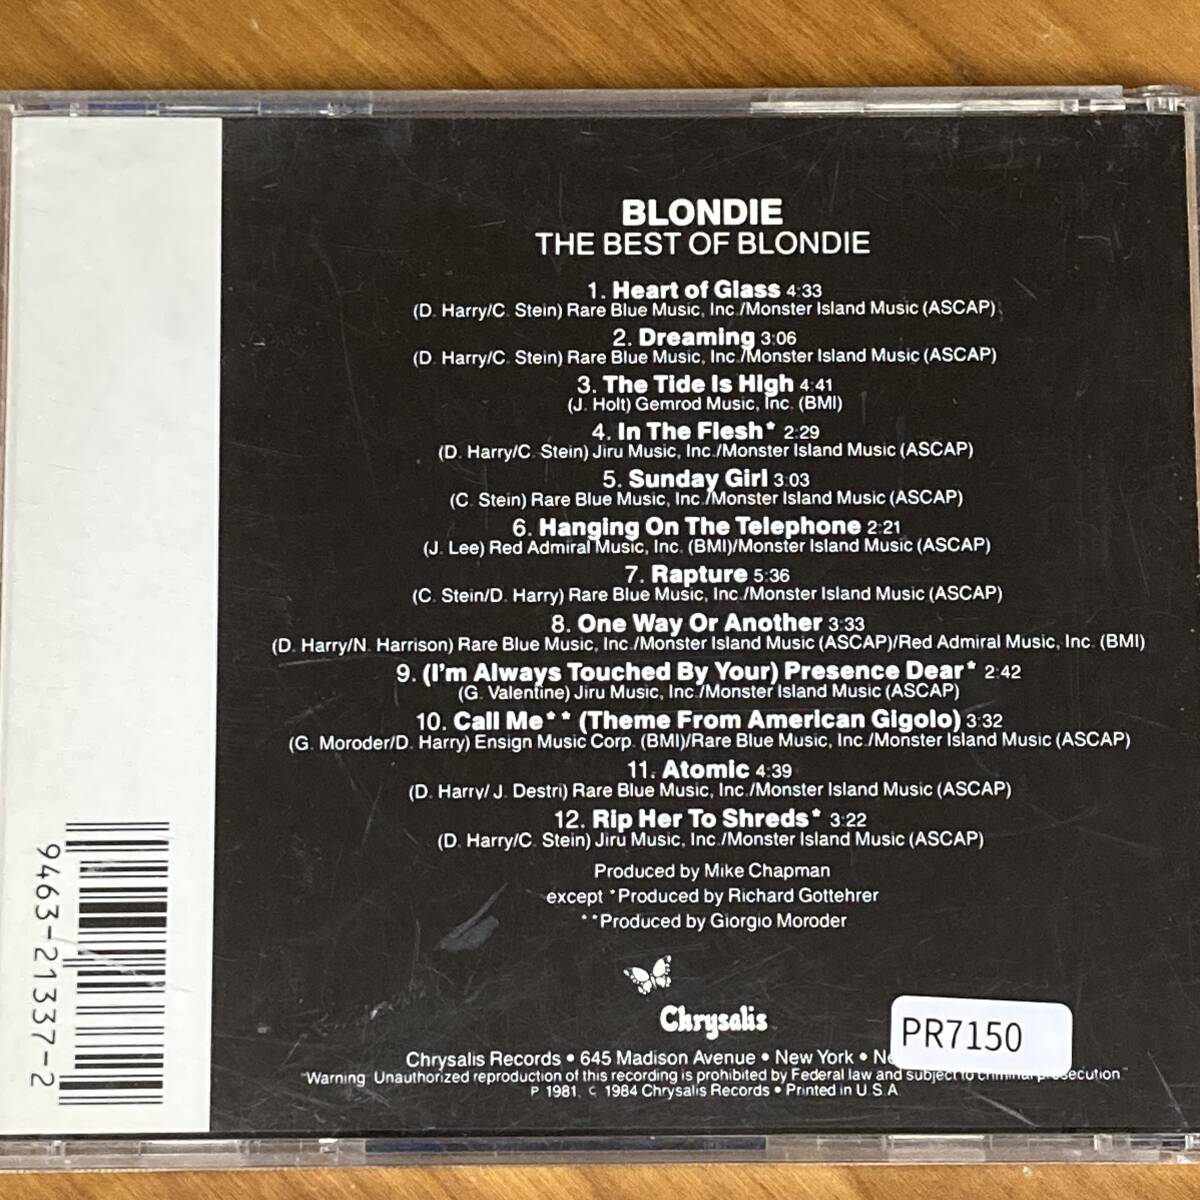 BLONDIE
THE BEST OF BLONDIE
1. Heart of Glass 4:33
(D. Harry/C. Stein) Rare Blue Music, Inc./Monster Island Music (ASCAP)
2. Dreaming 3:06
(D. Harry/C. Stein) Rare Blue Music, Inc./Monster Island Music (ASCAP)
3. The Tide Is High 4:41
(J. Holt) Gemrod Music, Inc. (BMI)
4. In The Flesh* 2:29
(D. Harry/C. Stein) Jiru Music, Inc./Monster Island Music (ASCAP)
5. Sunday Girl 3:03
(C. Stein) Rare Blue Music, Inc./Monster Island Music (ASCAP)
6. Hanging On The Telephone 2:21
(J. Lee) Red Admiral Music, Inc. (BMI)/Monster Island Music (ASCAP)
7. Rapture 5:36
(C. Stein/D. Harry) Rare Blue Music, Inc./Monster Island Music (ASCAP)
8. One Way Or Another 3:33
(D. Harry/N. Harrison) Rare Blue Music, Inc./Monster Island Music (ASCAP)/Red Admiral Music, Inc. (BMI)
9. (I'm Always Touched By Your) Presence Dear* 2:42
(G. Valentine) Jiru Music, Inc./Monster Island Music (ASCAP)
10. Call Me** (Theme From American Gigolo) 3:32
(G. Moroder/D. Harry) Ensign Music Corp. (BMI)/Rare Blue Music, Inc./Monster Island Music (ASCAP)
11. Atomic 4:39
(D. Harry/ J. Destri) Rare Blue Music, Inc./Monster Island Music (ASCAP)
12. Rip Her To Shreds* 3:22
(D. Harry/C. Stein) Jiru Music, Inc./Monster Island Music (ASCAP)
Produced by Mike Chapman
except *Produced by Richard Gottehrer
**Produced by Giorgio Moroder
Chrysalis
PR7150
Chrysalis Records • 645 Madison Avenue • New York •
"Warning: Unauthorized reproduction of this recording is prohibited by Federal law and subject to criminal prosecution."
P 1981, C 1984 Chrysalis Records • Printed in U.S.A.
9463-21337-2